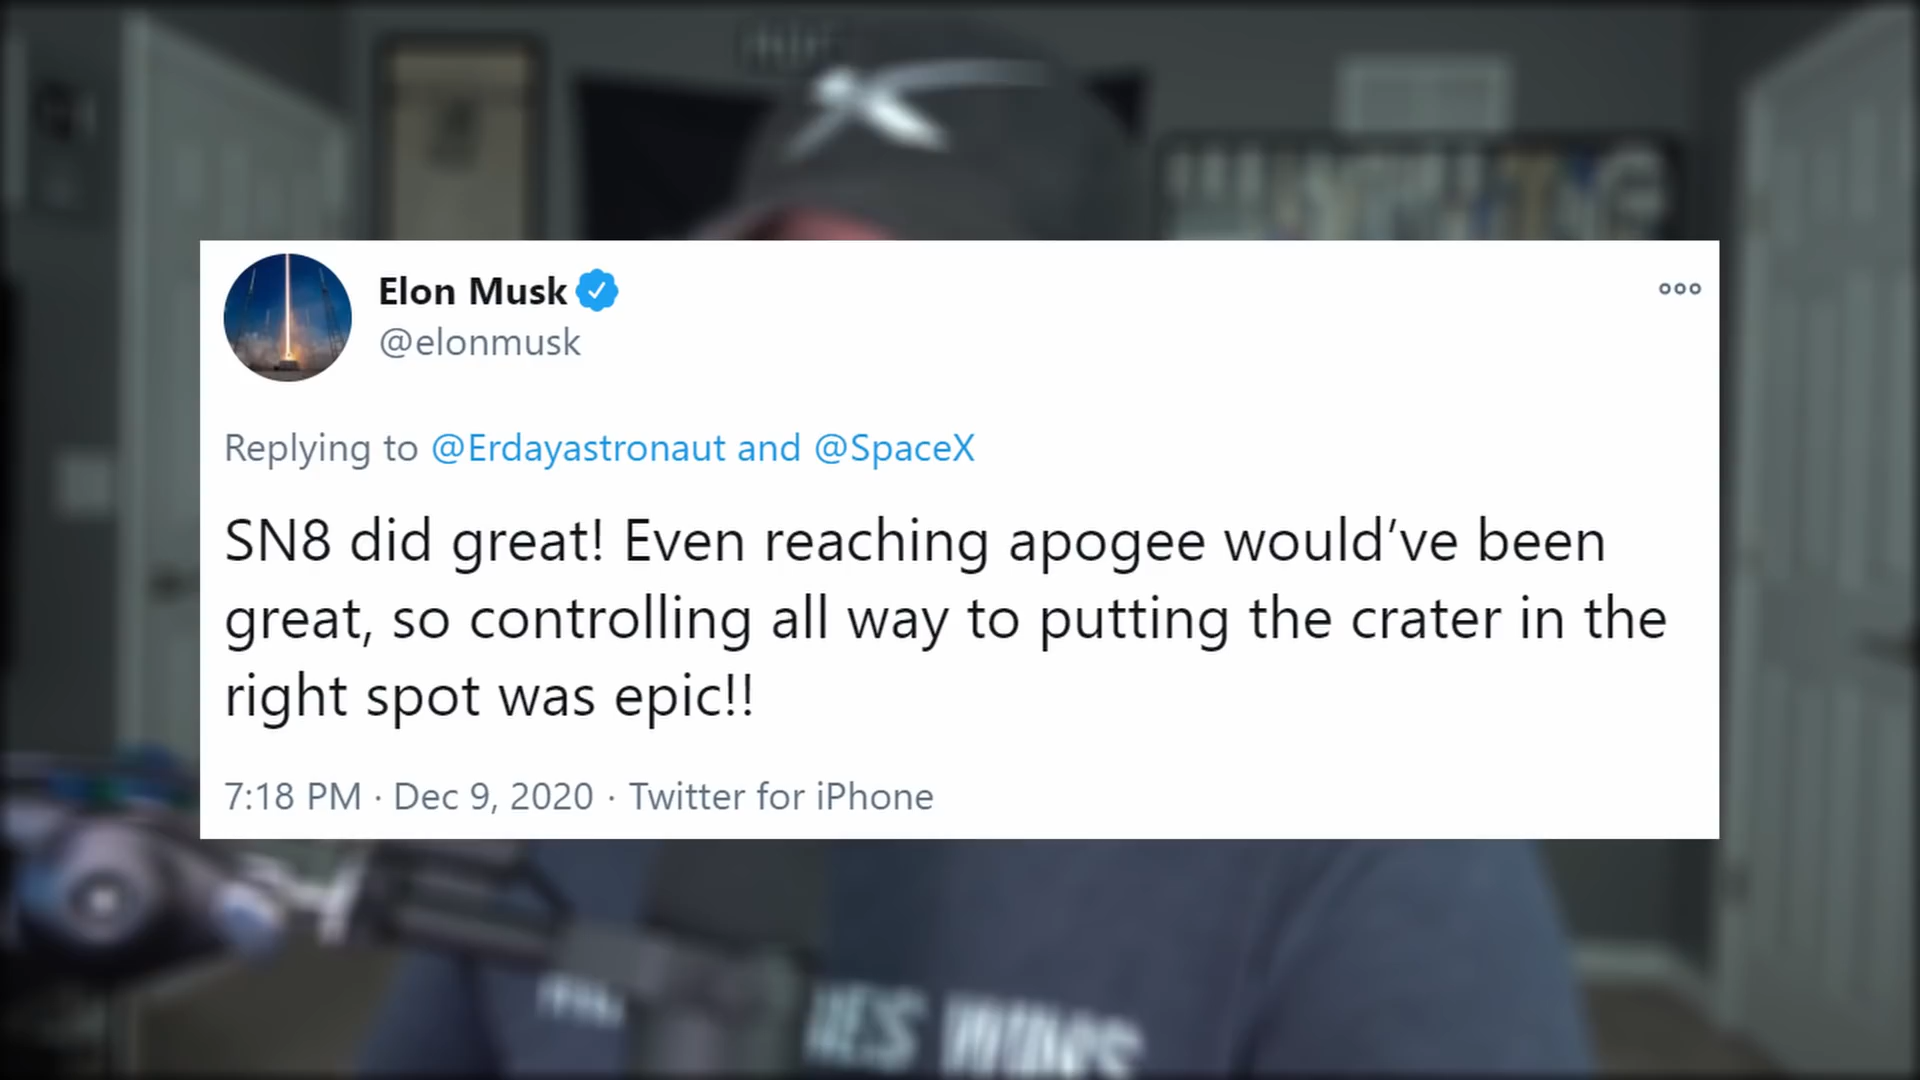 Elon Musk
@elonmusk
Replying to @Erdayastronaut and @SpaceX
SN8 did great! Even reaching apogee would’ve been
great, so controlling all way to putting the crater in the
right spot was epic!!
7:18 PM · Dec 9, 2020 · Twitter for iPhone